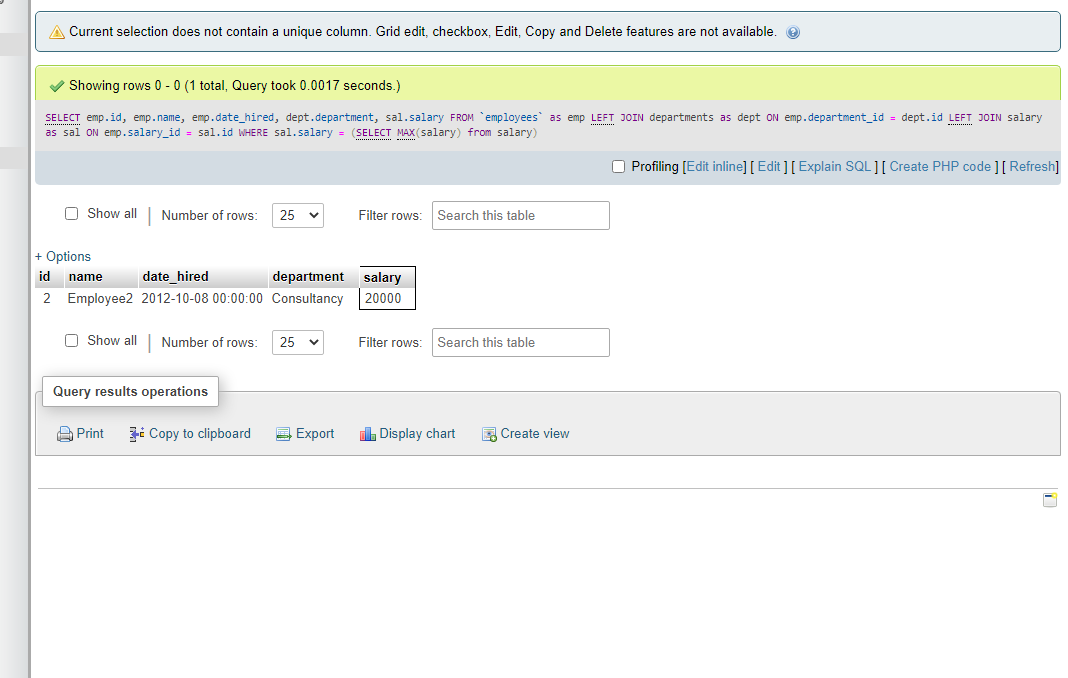 Current selection does not contain a unique column. Grid edit, checkbox, Edit, Copy and Delete features are not available.
Showing rows 0 - 0 (1 total, Query took 0.0017 seconds.)
SELECT emp.id, emp.name, emp.date_hired, dept.department, sal.salary FROM `employees` as emp LEFT JOIN departments as dept ON emp.department_id = dept.id LEFT JOIN salary
as sal ON emp.salary_id = sal.id WHERE sal.salary = (SELECT MAX(salary) from salary)
Profiling [Edit inline] [ Edit ] [ Explain SQL ] [ Create PHP code ] [ Refresh]
Show all | Number of rows: 25 Filter rows: Search this table
+ Options
id name date_hired department salary
2 Employee2 2012-10-08 00:00:00 Consultancy 20000
Show all | Number of rows: 25 Filter rows: Search this table
Query results operations
Print Copy to clipboard Export Display chart Create view